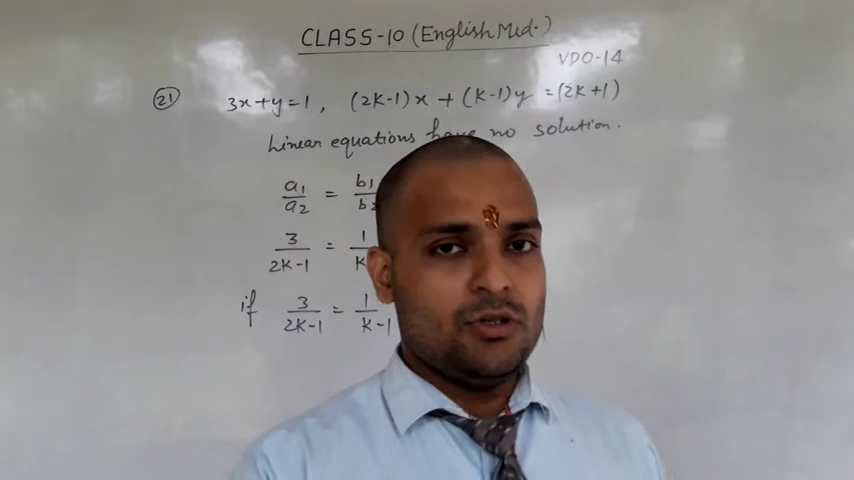 CLASS-10 (English Med.)
VDO-14
(21) 3x+y=1, (2K-1)x + (K-1)y =(2K+1)
Linear equations have no solution.
a₁/a₂ = b₁/b₂
3/2K-1 = 1/K
if 3/2K-1 = 1/K-1